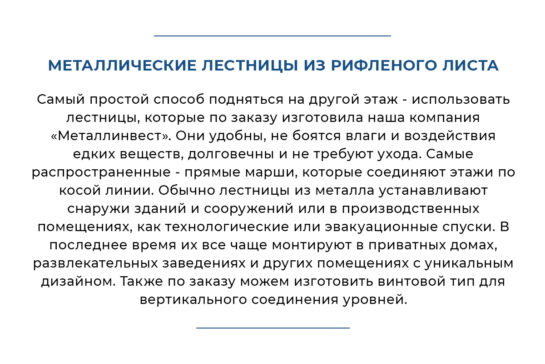 МЕТАЛЛИЧЕСКИЕ ЛЕСТНИЦЫ ИЗ РИФЛЕНОГО ЛИСТА
Самый простой способ подняться на другой этаж - использовать
лестницы, которые по заказу изготовила наша компания
«Металлинвест». Они удобны, не боятся влаги и воздействия
едких веществ, долговечны и не требуют ухода. Самые
распространенные - прямые марши, которые соединяют этажи по
косой линии. Обычно лестницы из металла устанавливают
снаружи зданий и сооружений или в производственных
помещениях, как технологические или эвакуационные спуски. В
последнее время их все чаще монтируют в приватных домах,
развлекательных заведениях и других помещениях с уникальным
дизайном. Также по заказу можем изготовить винтовой тип для
вертикального соединения уровней.